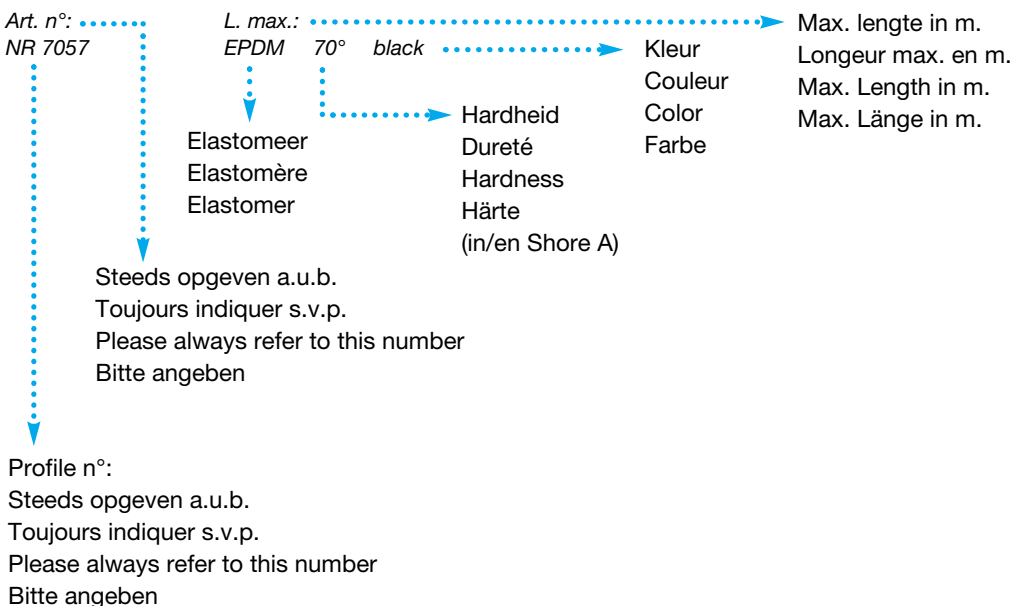 Art. n°: L. max.:
NR 7057 EPDM 70° black
Max. lengte in m.
Longeur max. en m.
Max. Length in m.
Max. Länge in m.
Kleur
Couleur
Color
Farbe
Hardheid
Dureté
Hardness
Härte
(in/en Shore A)
Elastomeer
Elastomère
Elastomer
Steeds opgeven a.u.b.
Toujours indiquer s.v.p.
Please always refer to this number
Bitte angeben
Profile n°:
Steeds opgeven a.u.b.
Toujours indiquer s.v.p.
Please always refer to this number
Bitte angeben